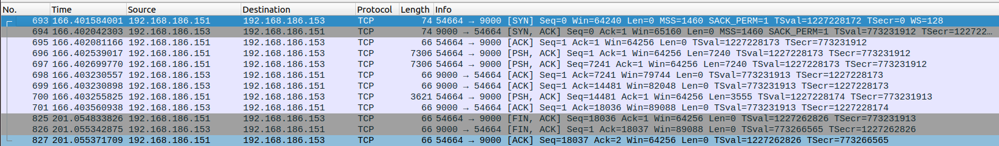 No. Time Source Destination Protocol Length Info
693 166.401584001 192.168.186.151 192.168.186.153 TCP 74 54664 → 9000 [SYN] Seq=0 Win=64240 Len=0 MSS=1460 SACK_PERM=1 TSval=1227228172 TSecr=0 WS=128
694 166.402042303 192.168.186.153 192.168.186.151 TCP 74 9000 → 54664 [SYN, ACK] Seq=0 Ack=1 Win=65160 Len=0 MSS=1460 SACK_PERM=1 TSval=773231912 TSecr=122722…
695 166.402081166 192.168.186.151 192.168.186.153 TCP 66 54664 → 9000 [ACK] Seq=1 Ack=1 Win=64256 Len=0 TSval=1227228173 TSecr=773231912
696 166.402539017 192.168.186.151 192.168.186.153 TCP 7306 54664 → 9000 [PSH, ACK] Seq=1 Ack=1 Win=64256 Len=7240 TSval=1227228173 TSecr=773231912
697 166.402699770 192.168.186.151 192.168.186.153 TCP 7306 54664 → 9000 [PSH, ACK] Seq=7241 Ack=1 Win=64256 Len=7240 TSval=1227228173 TSecr=773231912
698 166.403230557 192.168.186.153 192.168.186.151 TCP 66 9000 → 54664 [ACK] Seq=1 Ack=7241 Win=79744 Len=0 TSval=773231913 TSecr=1227228173
699 166.403230898 192.168.186.153 192.168.186.151 TCP 66 9000 → 54664 [ACK] Seq=1 Ack=14481 Win=82048 Len=0 TSval=773231913 TSecr=1227228173
700 166.403255825 192.168.186.151 192.168.186.153 TCP 3621 54664 → 9000 [PSH, ACK] Seq=14481 Ack=1 Win=64256 Len=3555 TSval=1227228174 TSecr=773231913
701 166.403560938 192.168.186.153 192.168.186.151 TCP 66 9000 → 54664 [ACK] Seq=1 Ack=18036 Win=89088 Len=0 TSval=773231913 TSecr=1227228174
825 201.054833826 192.168.186.151 192.168.186.153 TCP 66 54664 → 9000 [FIN, ACK] Seq=18036 Ack=1 Win=64256 Len=0 TSval=1227262826 TSecr=773231913
826 201.055342875 192.168.186.153 192.168.186.151 TCP 66 9000 → 54664 [FIN, ACK] Seq=1 Ack=18037 Win=89088 Len=0 TSval=773266565 TSecr=1227262826
827 201.055371709 192.168.186.151 192.168.186.153 TCP 66 54664 → 9000 [ACK] Seq=18037 Ack=2 Win=64256 Len=0 TSval=1227262826 TSecr=773266565